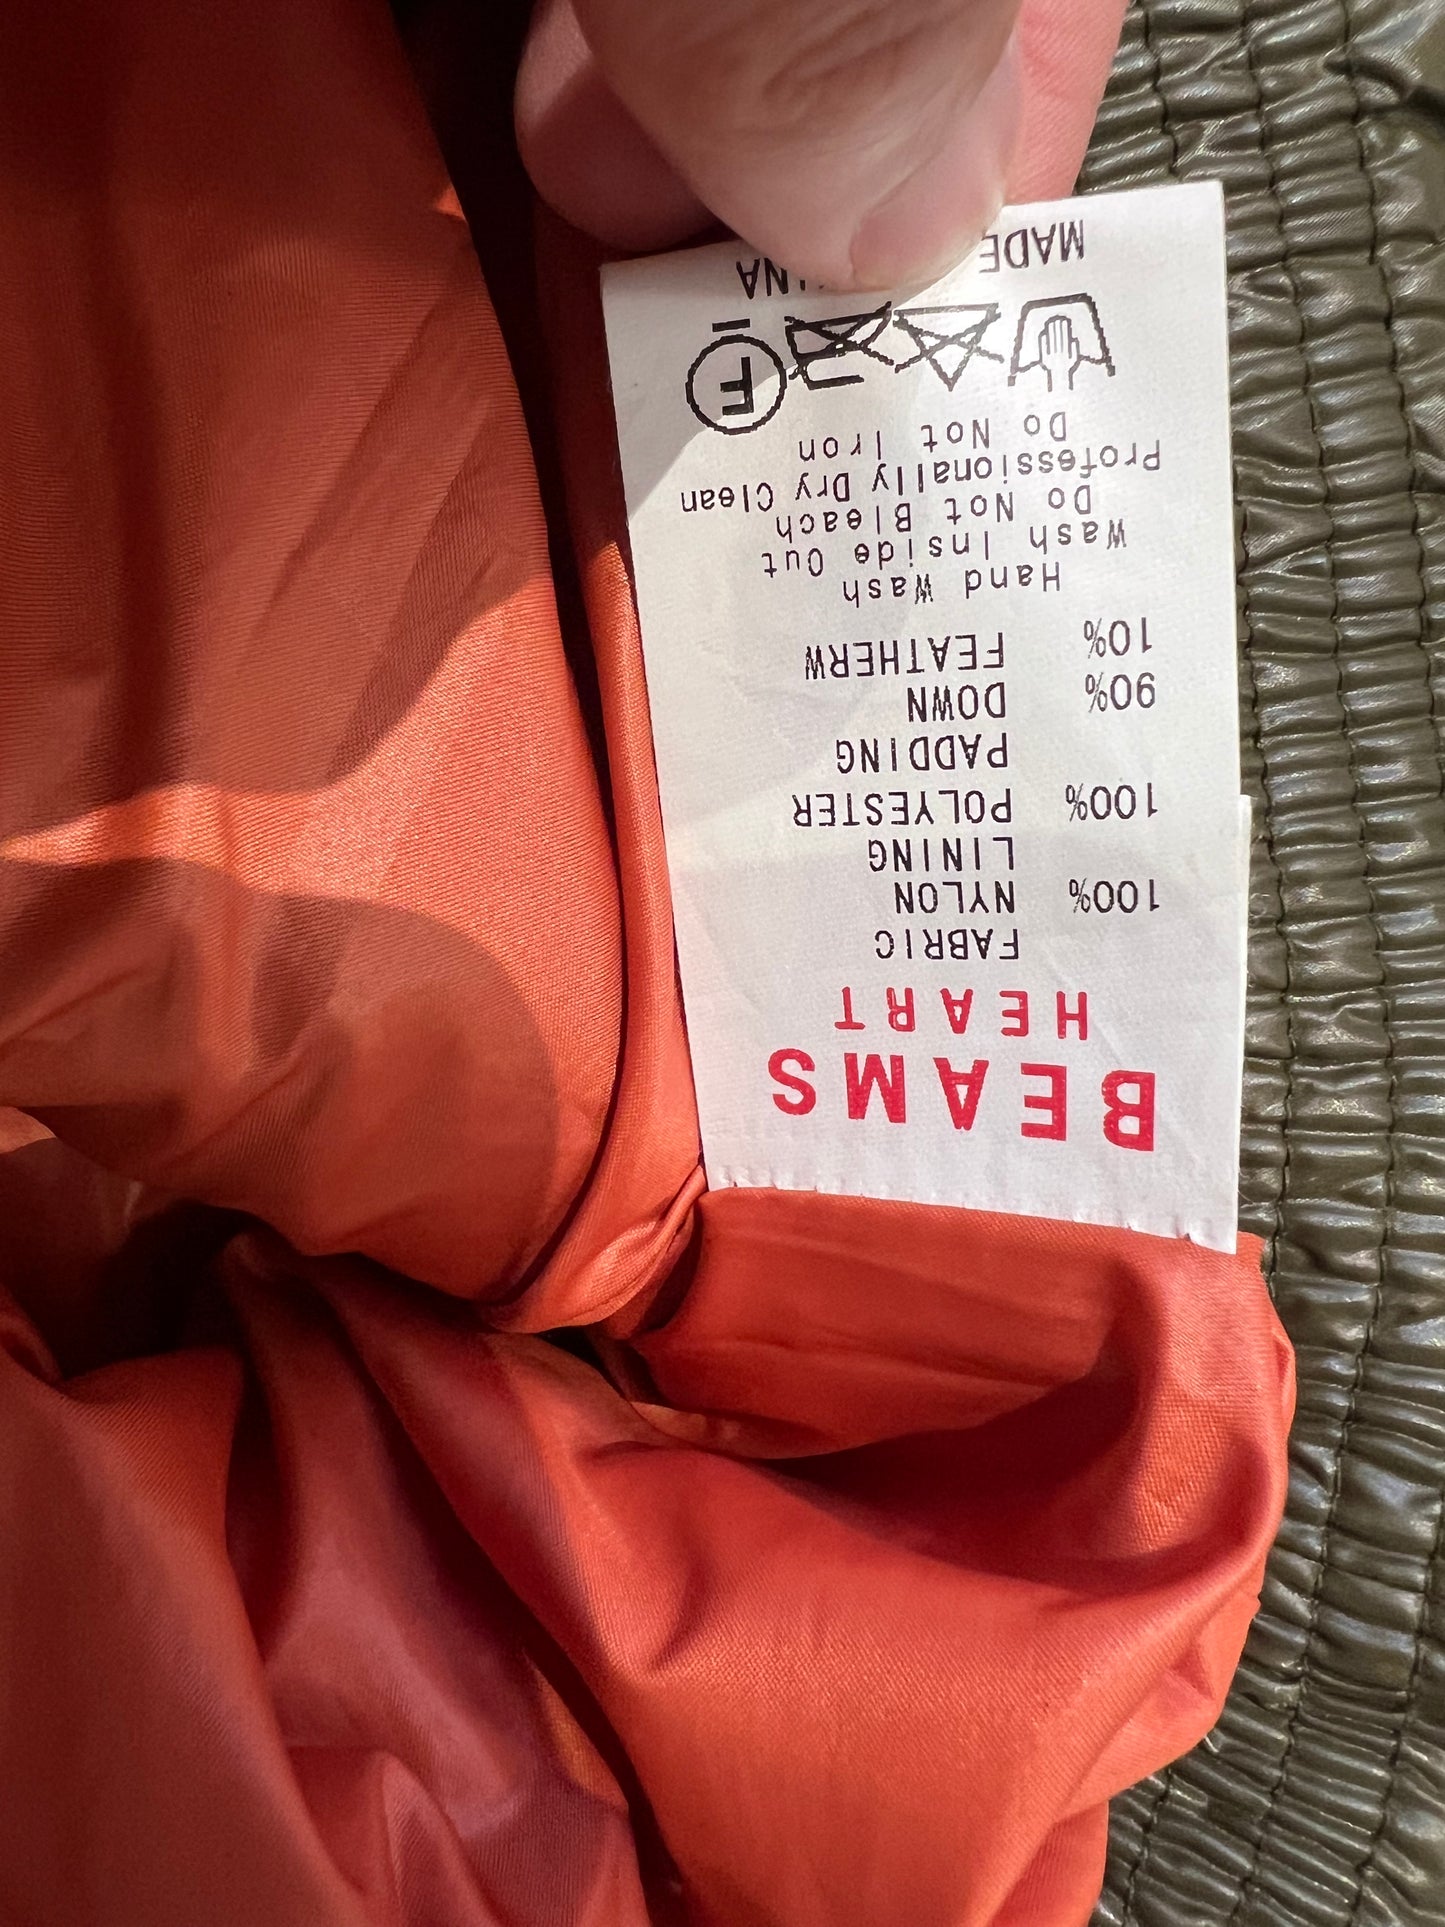 BEAMS
HEART
FABRIC
100% NYLON
LINING
100% POLYESTER
PADDING
90% DOWN
10% FEATHERW
Hand Wash
Wash Inside Out
Do Not Bleach
Professionally Dry Clean
Do Not Iron
F
MADE